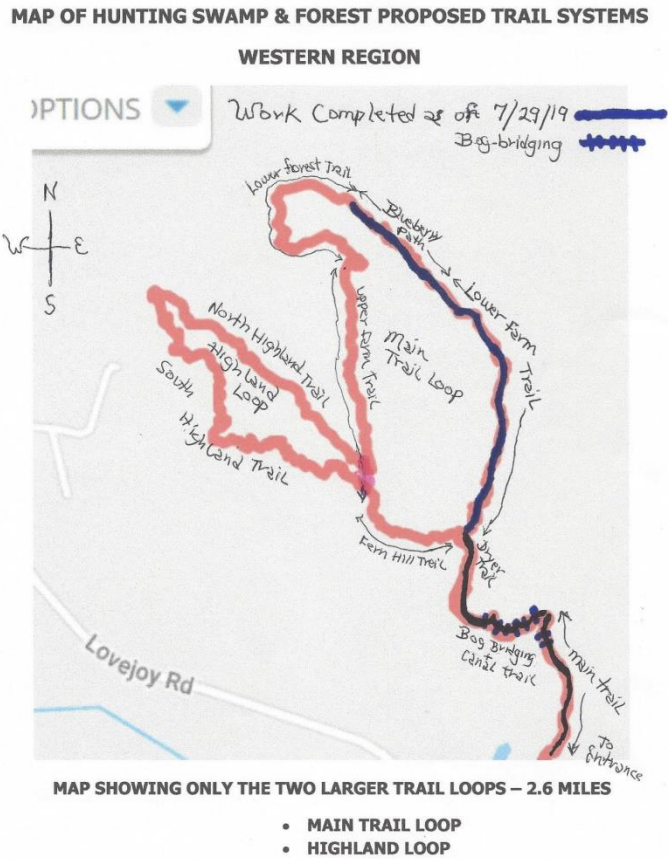 MAP OF HUNTING SWAMP & FOREST PROPOSED TRAIL SYSTEMS
WESTERN REGION
OPTIONS
Work Completed as of 7/29/19
Bog-bridging
N
W E
S
Lower forest Trail
Blueberry
Path
Lower Farm
Trail
Upper Farm Trail
Main
Trail Loop
North Highland Trail
Highland
Loop
South
Highland Trail
Fern Hill Trail
Dryer
Trail
Bog Bridging
+
Canal trail
main trail
To
Entrance
Lovejoy Rd
MAP SHOWING ONLY THE TWO LARGER TRAIL LOOPS – 2.6 MILES
• MAIN TRAIL LOOP
• HIGHLAND LOOP